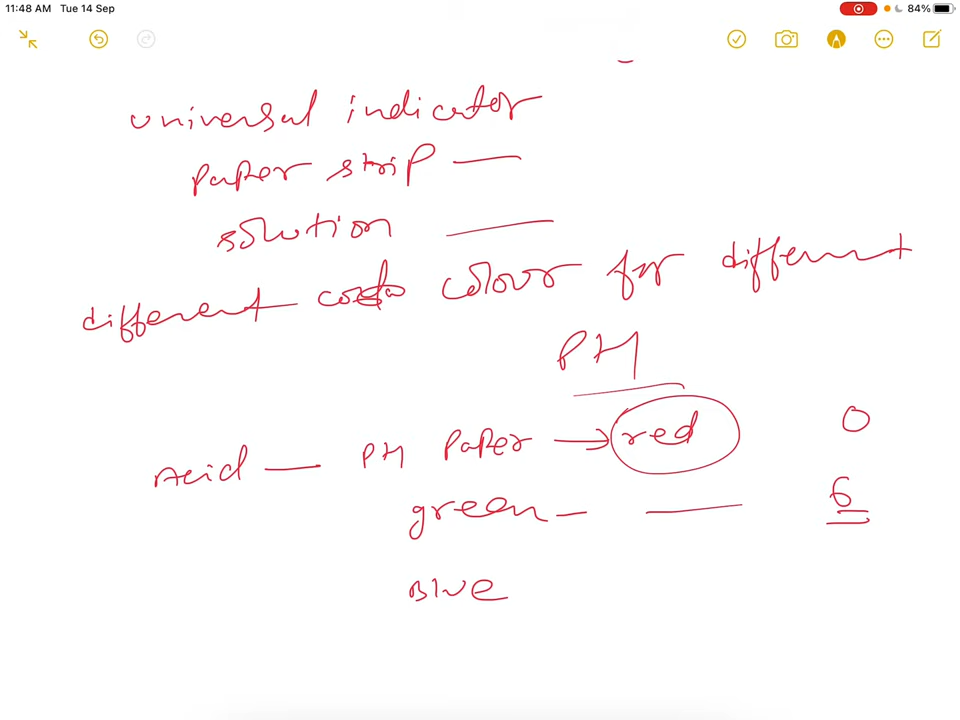 11:48 AM Tue 14 Sep 84%
universal indicator
paper strip —
solution —
different colour for different
PH
Acid — PH Paper → red 0
green — — 6
Blue